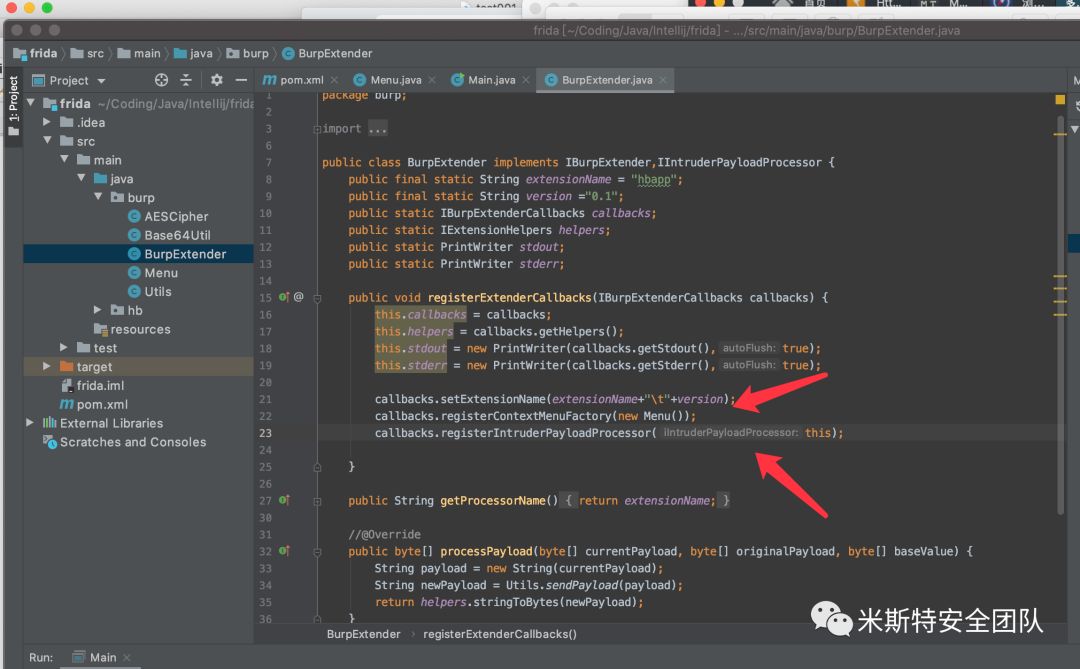 test001
首页
frida [~/Coding/Java/Intellij/frida] - .../src/main/java/burp/BurpExtender.java
frida src main java burp BurpExtender
Project
pom.xml Menu.java Main.java BurpExtender.java
1: Project
frida ~/Coding/Java/Intellij/frida
.idea
src
main
java
burp
AESCipher
Base64Util
BurpExtender
Menu
Utils
hb
resources
test
target
frida.iml
pom.xml
External Libraries
Scratches and Consoles
1 package burp;
2
3 import ...
6
7 public class BurpExtender implements IBurpExtender,IIntruderPayloadProcessor {
8 public final static String extensionName = "hbapp";
9 public final static String version ="0.1";
10 public static IBurpExtenderCallbacks callbacks;
11 public static IExtensionHelpers helpers;
12 public static PrintWriter stdout;
13 public static PrintWriter stderr;
14
15 public void registerExtenderCallbacks(IBurpExtenderCallbacks callbacks) {
16 this.callbacks = callbacks;
17 this.helpers = callbacks.getHelpers();
18 this.stdout = new PrintWriter(callbacks.getStdout(), autoFlush: true);
19 this.stderr = new PrintWriter(callbacks.getStderr(), autoFlush: true);
20
21 callbacks.setExtensionName(extensionName+"\t"+version);
22 callbacks.registerContextMenuFactory(new Menu());
23 callbacks.registerIntruderPayloadProcessor( iIntruderPayloadProcessor: this);
24
25 }
26
27 public String getProcessorName() { return extensionName; }
30
31 //@Override
32 public byte[] processPayload(byte[] currentPayload, byte[] originalPayload, byte[] baseValue) {
33 String payload = new String(currentPayload);
34 String newPayload = Utils.sendPayload(payload);
35 return helpers.stringToBytes(newPayload);
36 }
BurpExtender › registerExtenderCallbacks()
米斯特安全团队
Run: Main